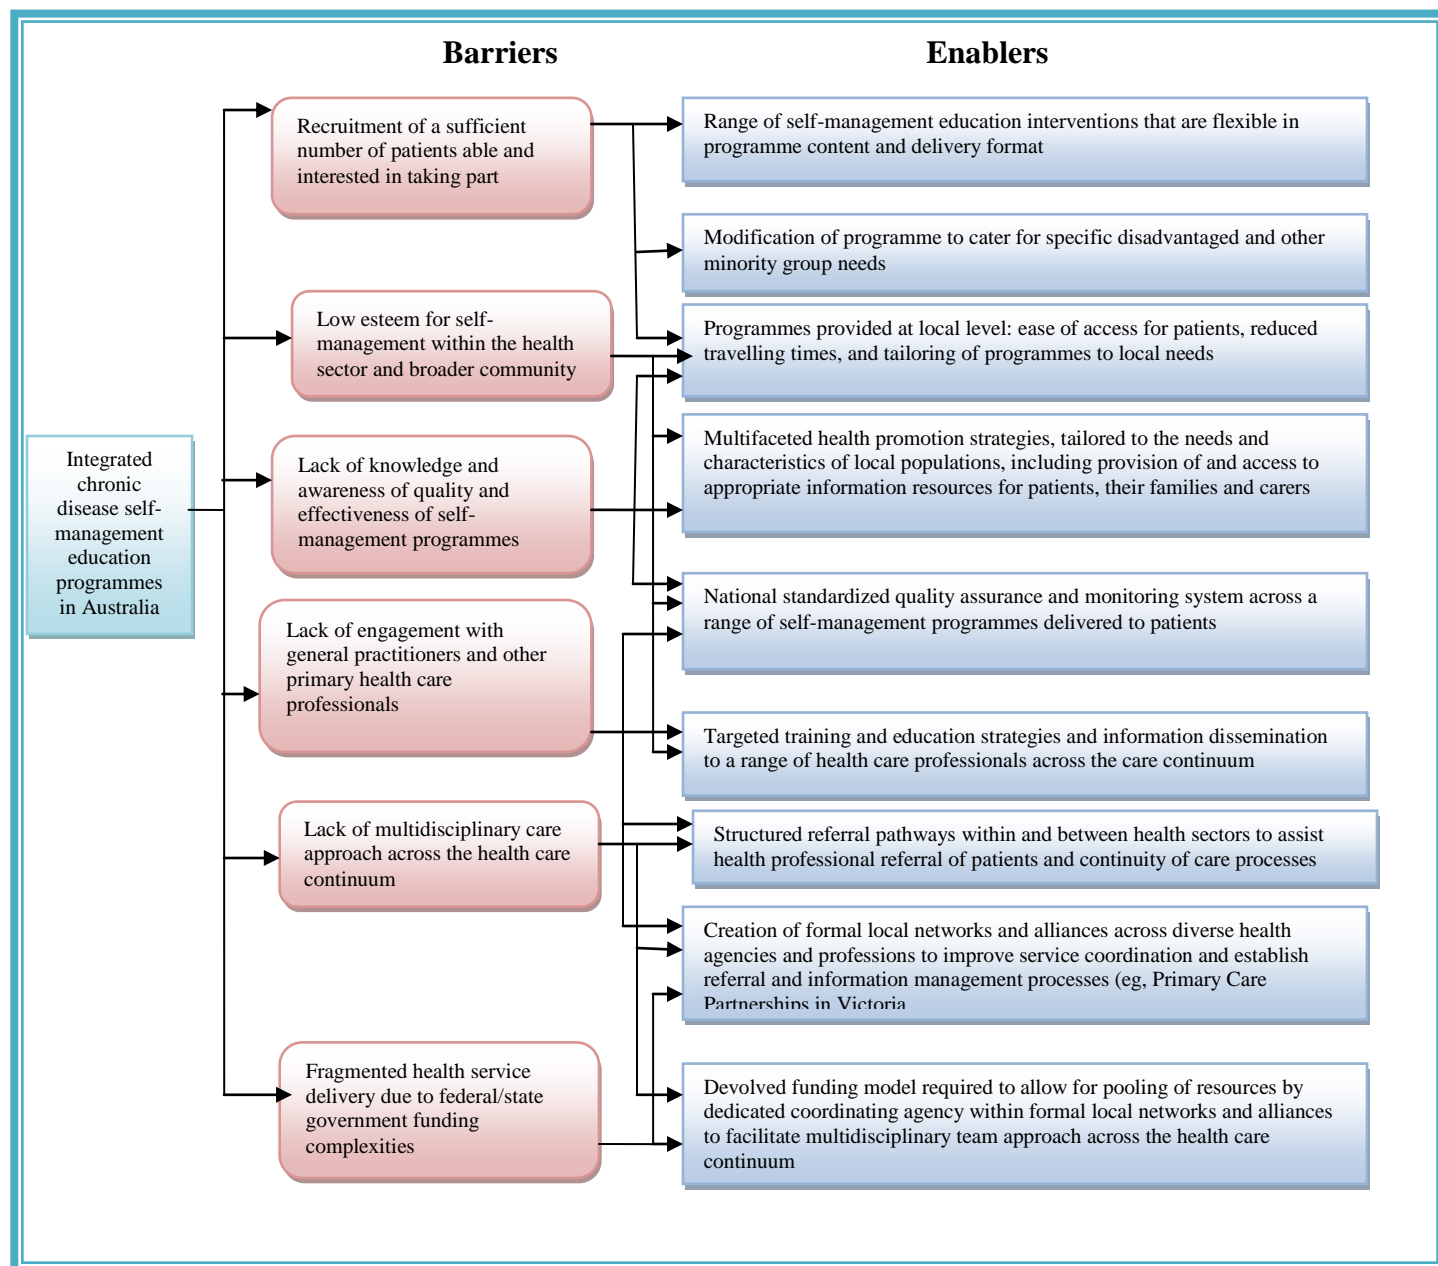 Barriers
Enablers
Integrated
chronic
disease self-
management
education
programmes
in Australia
Recruitment of a sufficient
number of patients able and
interested in taking part
Low esteem for self-
management within the health
sector and broader community
Lack of knowledge and
awareness of quality and
effectiveness of self-
management programmes
Lack of engagement with
general practitioners and other
primary health care
professionals
Lack of multidisciplinary care
approach across the health care
continuum
Fragmented health service
delivery due to federal/state
government funding
complexities
Range of self-management education interventions that are flexible in
programme content and delivery format
Modification of programme to cater for specific disadvantaged and other
minority group needs
Programmes provided at local level: ease of access for patients, reduced
travelling times, and tailoring of programmes to local needs
Multifaceted health promotion strategies, tailored to the needs and
characteristics of local populations, including provision of and access to
appropriate information resources for patients, their families and carers
National standardized quality assurance and monitoring system across a
range of self-management programmes delivered to patients
Targeted training and education strategies and information dissemination
to a range of health care professionals across the care continuum
Structured referral pathways within and between health sectors to assist
health professional referral of patients and continuity of care processes
Creation of formal local networks and alliances across diverse health
agencies and professions to improve service coordination and establish
referral and information management processes (eg, Primary Care
Partnerships in Victoria
Devolved funding model required to allow for pooling of resources by
dedicated coordinating agency within formal local networks and alliances
to facilitate multidisciplinary team approach across the health care
continuum